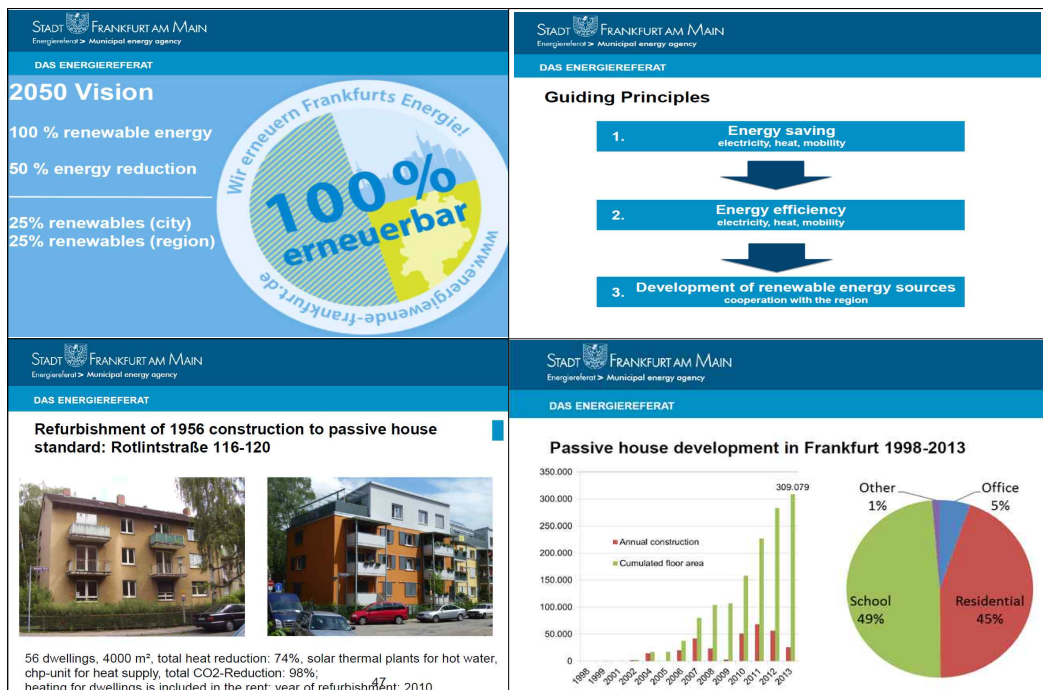 STADT FRANKFURT AM MAIN
Energiereferat > Municipal energy agency
DAS ENERGIEREFERAT
2050 Vision
100 % renewable energy
50 % energy reduction
25% renewables (city)
25% renewables (region)
Wir erneuern Frankfurts Energie!
100 %
erneuerbar
www.energiewende-frankfurt.de
STADT FRANKFURT AM MAIN
Energiereferat > Municipal energy agency
DAS ENERGIEREFERAT
Guiding Principles
1. Energy saving
electricity, heat, mobility
2. Energy efficiency
electricity, heat, mobility
3. Development of renewable energy sources
cooperation with the region
STADT FRANKFURT AM MAIN
Energiereferat > Municipal energy agency
DAS ENERGIEREFERAT
Refurbishment of 1956 construction to passive house
standard: Rotlintstraße 116-120
56 dwellings, 4000 m², total heat reduction: 74%, solar thermal plants for hot water,
chp-unit for heat supply, total CO2-Reduction: 98%;
47
heating for dwellings is included in the rent; year of refurbishment: 2010
STADT FRANKFURT AM MAIN
Energiereferat > Municipal energy agency
DAS ENERGIEREFERAT
Passive house development in Frankfurt 1998-2013
350.000
300.000
250.000
200.000
150.000
100.000
50.000
0
309.079
Annual construction
Cumulated floor area
1998 1999 2001 2002 2004 2005 2006 2007 2008 2009 2010 2011 2012 2013
Other
1%
Office
5%
School
49%
Residential
45%